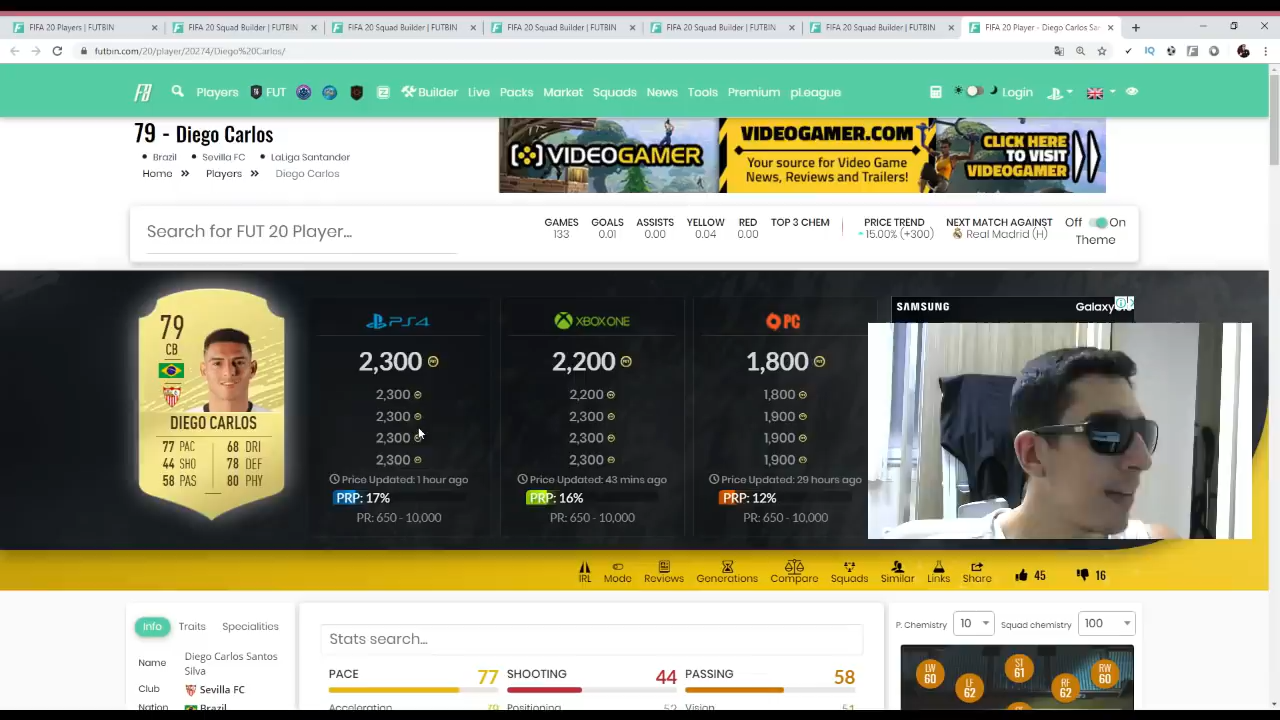 FIFA 20 Players | FUTBIN
FIFA 20 Squad Builder | FUTBIN
FIFA 20 Squad Builder | FUTBIN
FIFA 20 Squad Builder | FUTBIN
FIFA 20 Squad Builder | FUTBIN
FIFA 20 Squad Builder | FUTBIN
FIFA 20 Player - Diego Carlos Sa
futbin.com/20/player/20274/Diego%20Carlos/
IQ
Players FUT Builder Live Packs Market Squads News Tools Premium pLeague Login
79 - Diego Carlos
Brazil Sevilla FC LaLiga Santander
Home Players Diego Carlos
VIDEOGAMER
VIDEOGAMER.COM
Your source for Video Game
News, Reviews and Trailers!
CLICK HERE
TO VISIT
VIDEOGAMER
Search for FUT 20 Player...
GAMES GOALS ASSISTS YELLOW RED TOP 3 CHEM PRICE TREND NEXT MATCH AGAINST Off On
133 0.01 0.00 0.04 0.00 15.00% (+300) Real Madrid (H)
Theme
79
CB
DIEGO CARLOS
77 PAC 68 DRI
44 SHO 78 DEF
58 PAS 80 PHY
PS4 XBOX ONE PC
2,300 2,200 1,800
2,300 2,200 1,800
2,300 2,300 1,900
2,300 2,300 1,900
2,300 2,300 1,900
Price Updated: 1 hour ago Price Updated: 43 mins ago Price Updated: 29 hours ago
PRP: 17% PRP: 16% PRP: 12%
PR: 650 - 10,000 PR: 650 - 10,000 PR: 650 - 10,000
SAMSUNG
IRL Mode Reviews Generations Compare Squads Similar Links Share 45 16
Info Traits Specialities
Name Diego Carlos Santos
Silva
Club Sevilla FC
Nation Brazil
Stats search...
PACE 77 SHOOTING 44 PASSING 58
Acceleration Positioning Vision
P. Chemistry 10 Squad chemistry 100
LW
60
LF
62
ST
61
RF
62
RW
60